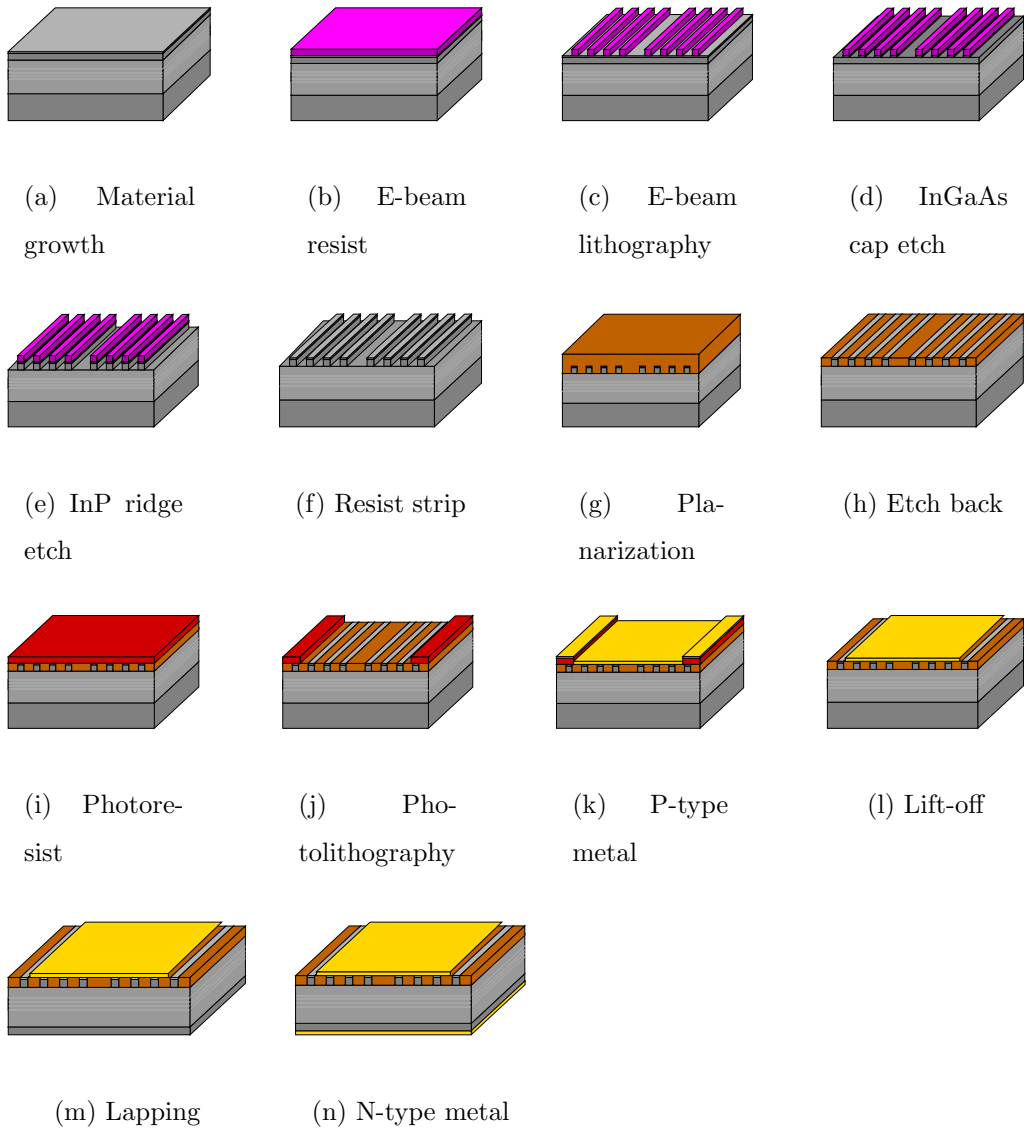 (a) Material
growth
(b) E-beam
resist
(c) E-beam
lithography
(d) InGaAs
cap etch
(e) InP ridge
etch
(f) Resist strip
(g) Pla-
narization
(h) Etch back
(i) Photore-
sist
(j) Pho-
tolithography
(k) P-type
metal
(l) Lift-off
(m) Lapping
(n) N-type metal